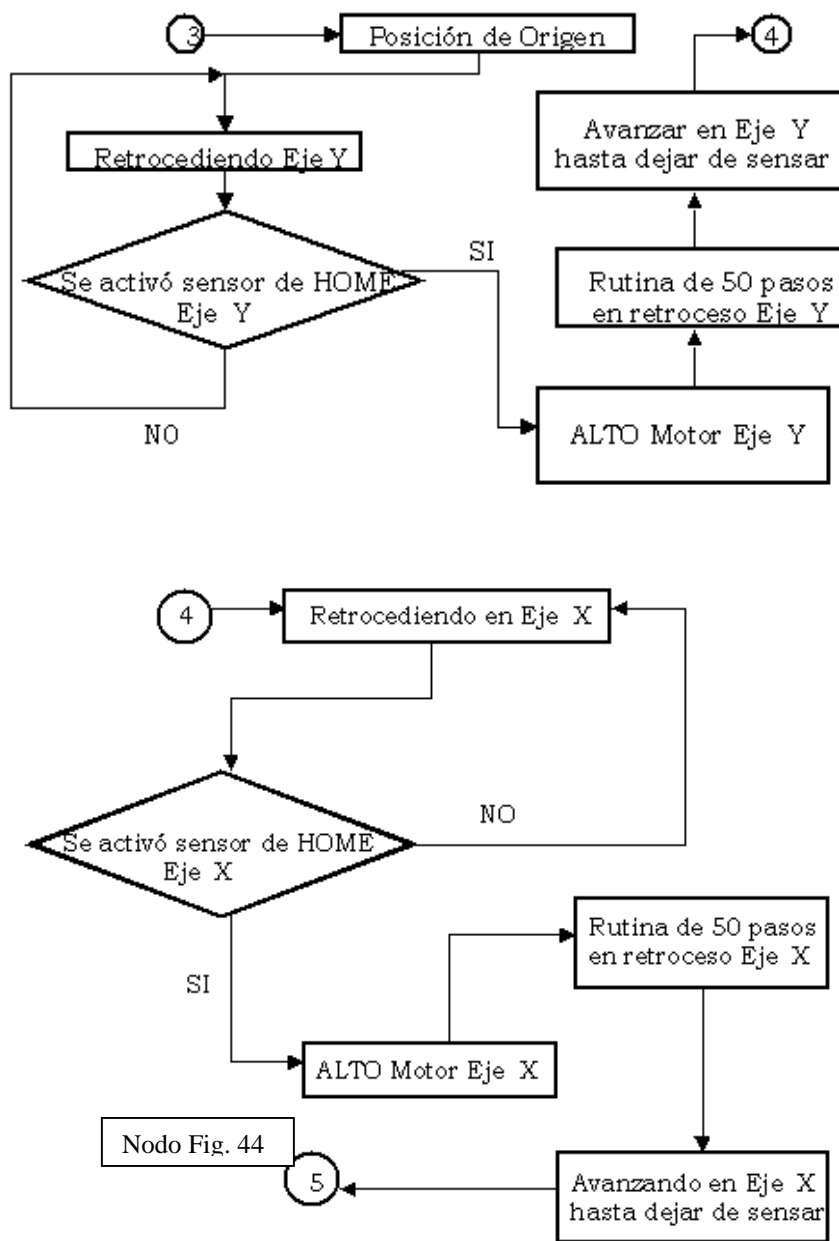 3
Posición de Origen
4
Retrocediendo Eje Y
Avanzar en Eje Y
hasta dejar de sensar
Se activó sensor de HOME
Eje Y
SI
Rutina de 50 pasos
en retroceso Eje Y
NO
ALTO Motor Eje Y
4
Retrocediendo en Eje X
Se activó sensor de HOME
Eje X
NO
SI
Rutina de 50 pasos
en retroceso Eje X
ALTO Motor Eje X
Nodo Fig. 44
5
Avanzando en Eje X
hasta dejar de sensar